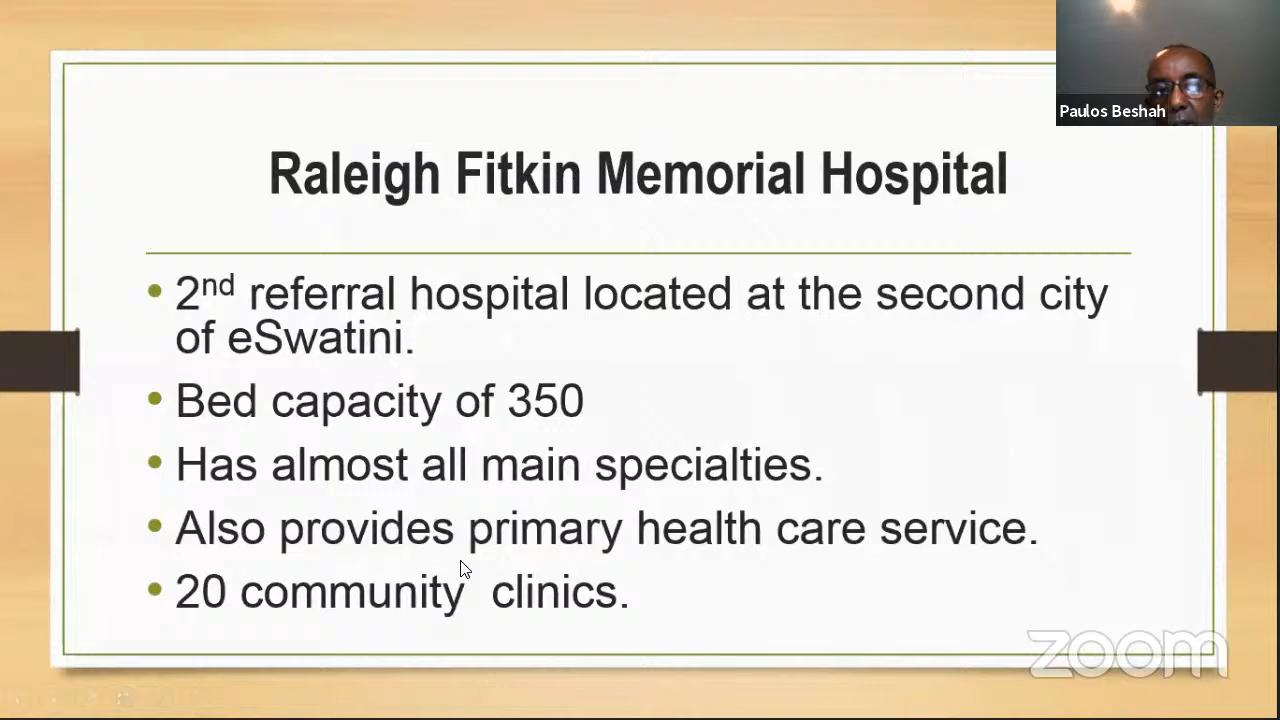 Paulos Beshah
Raleigh Fitkin Memorial Hospital
• 2nd referral hospital located at the second city
of eSwatini.
• Bed capacity of 350
• Has almost all main specialties.
• Also provides primary health care service.
• 20 community  clinics.
zoom